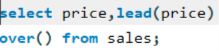 select price,lead(price)
over() from sales;